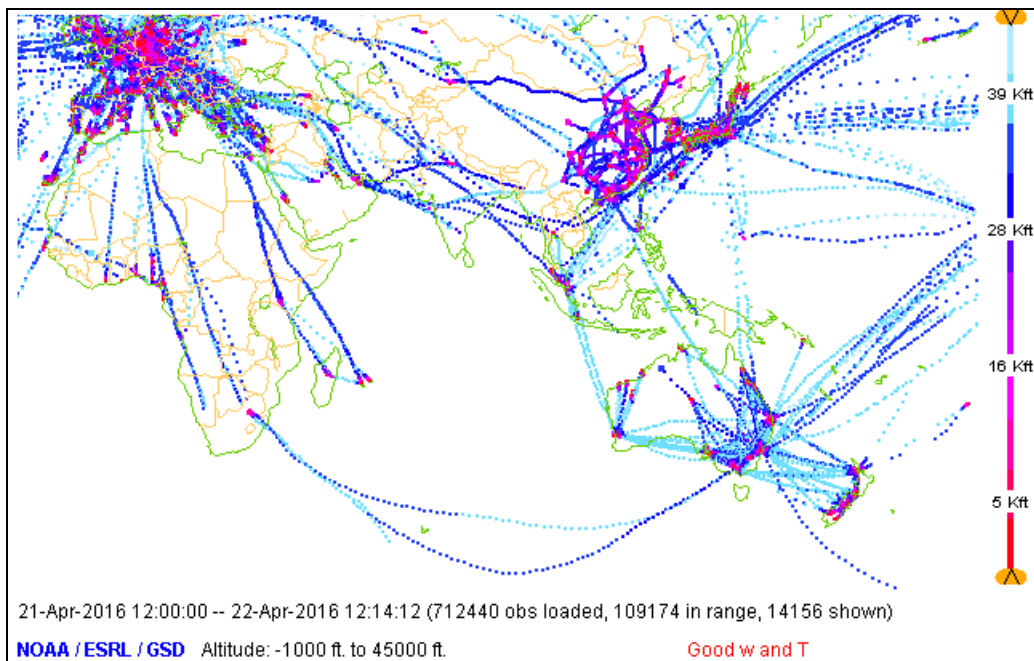 39 Kft
28 Kft
16 Kft
5 Kft
21-Apr-2016 12:00:00 -- 22-Apr-2016 12:14:12 (712440 obs loaded, 109174 in range, 14156 shown)
NOAA / ESRL / GSD Altitude: -1000 ft. to 45000 ft. Good w and T